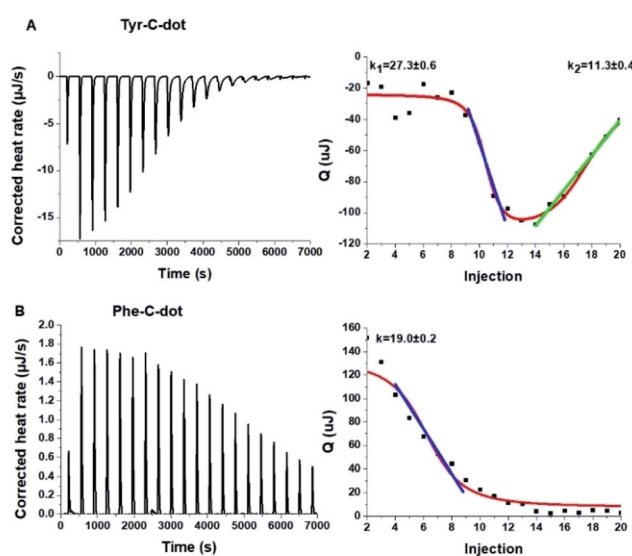 A
Tyr-C-dot
Corrected heat rate (µJ/s)
0
-5
-10
-15
0 1000 2000 3000 4000 5000 6000 7000
Time (s)
k₁=27.3±0.6
k₂=11.3±0.4
Q (uJ)
0
-20
-40
-60
-80
-100
-120
2 4 6 8 10 12 14 16 18 20
Injection
B
Phe-C-dot
Corrected heat rate (µJ/s)
2.0
1.8
1.6
1.4
1.2
1.0
0.8
0.6
0.4
0.2
0.0
0 1000 2000 3000 4000 5000 6000 7000
Time (s)
k=19.0±0.2
Q (uJ)
160
140
120
100
80
60
40
20
0
2 4 6 8 10 12 14 16 18 20
Injection